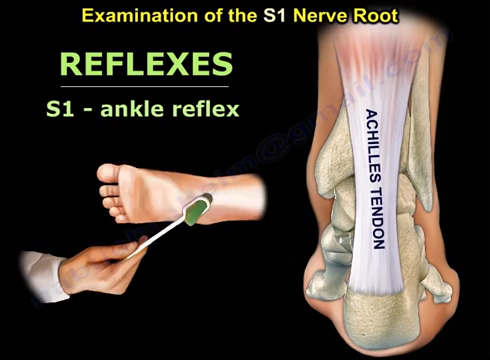 Examination of the S1 Nerve Root
REFLEXES
S1 - ankle reflex
ACHILLES TENDON